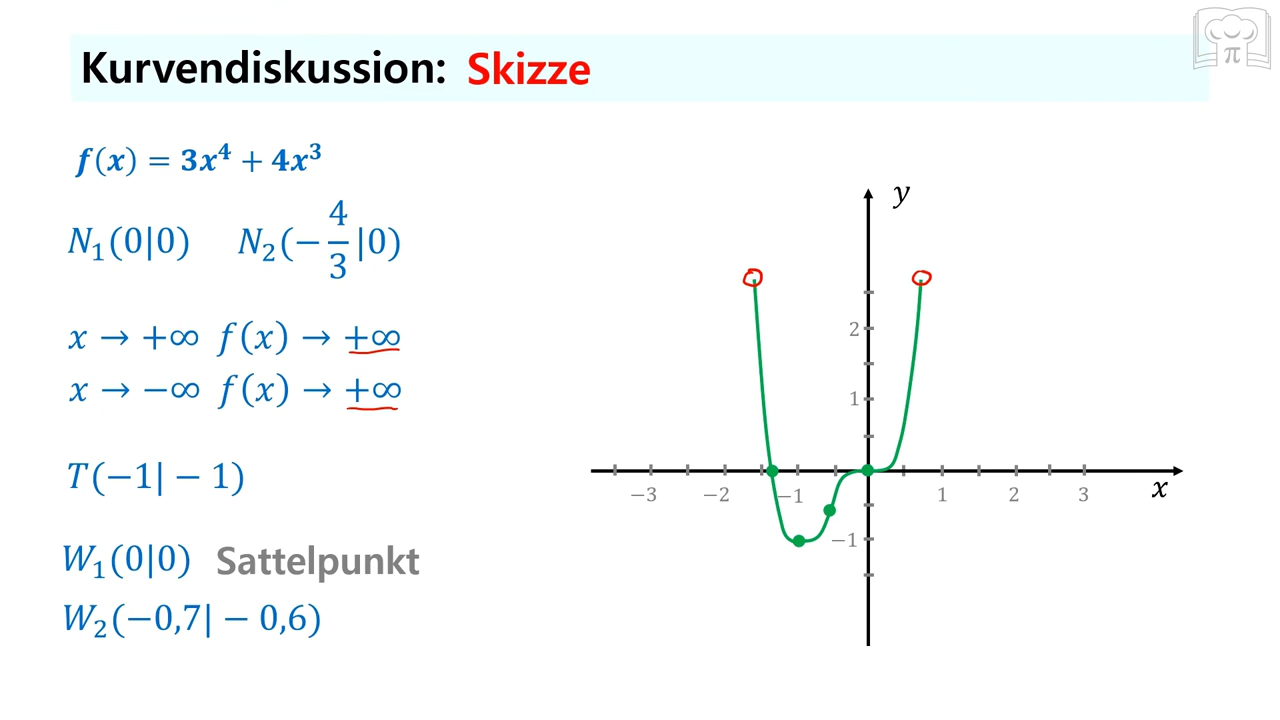 Kurvendiskussion: Skizze
π
f(x) = 3x⁴ + 4x³
N₁(0|0) N₂(−4/3|0)
x → +∞ f(x) → +∞
x → −∞ f(x) → +∞
T(−1| − 1)
W₁(0|0) Sattelpunkt
W₂(−0,7| − 0,6)
y
2
1
−3 −2 −1 1 2 3
x
−1